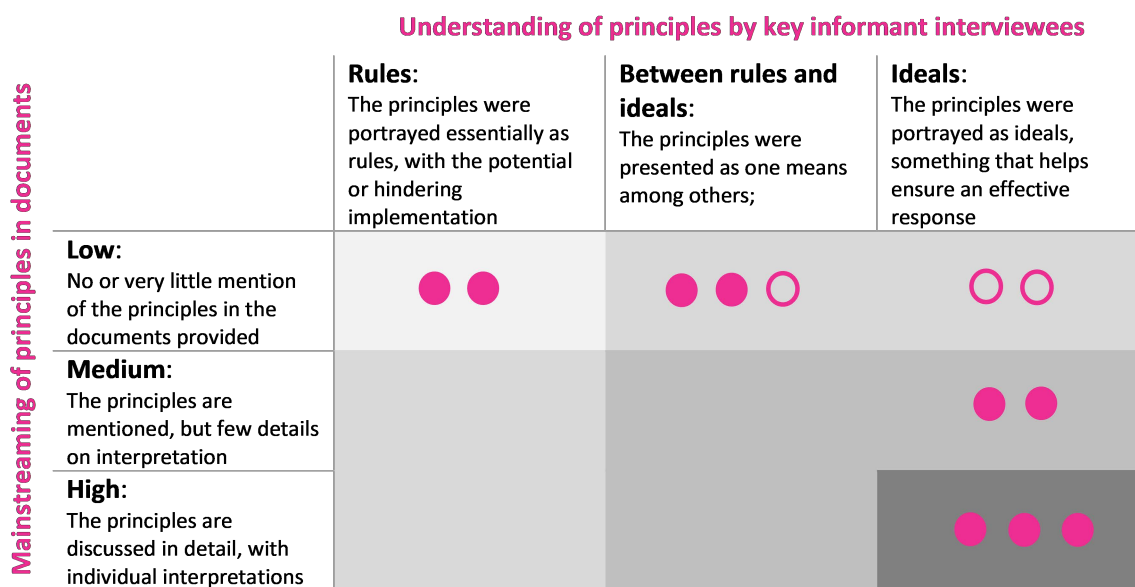 Understanding of principles by key informant interviewees
Mainstreaming of principles in documents
Rules:
The principles were
portrayed essentially as
rules, with the potential
or hindering
implementation
Between rules and
ideals:
The principles were
presented as one means
among others;
Ideals:
The principles were
portrayed as ideals,
something that helps
ensure an effective
response
Low:
No or very little mention
of the principles in the
documents provided
Medium:
The principles are
mentioned, but few details
on interpretation
High:
The principles are
discussed in detail, with
individual interpretations